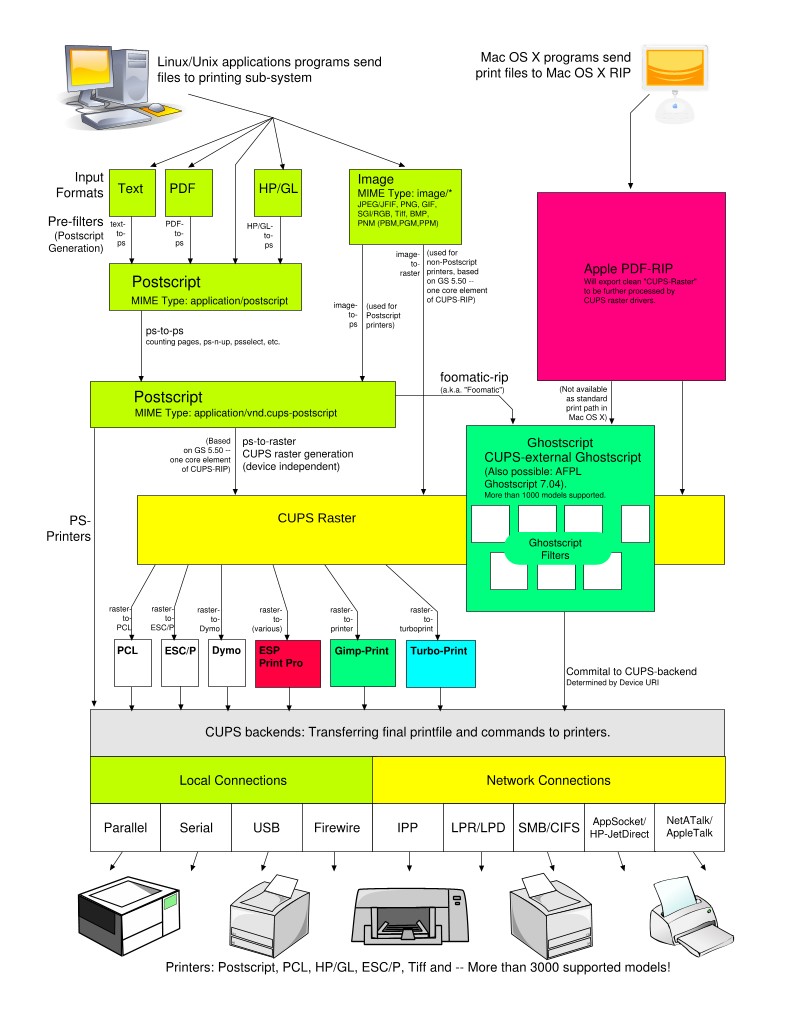 Linux/Unix applications programs send
files to printing sub-system
Mac OS X programs send
print files to Mac OS X RIP
Input
Formats
Text
PDF
HP/GL
Image
MIME Type: image/*
JPEG/JFIF, PNG, GIF,
SGI/RGB, Tiff, BMP,
PNM (PBM,PGM,PPM)
Pre-filters
(Postscript
Generation)
text-
to-
ps
PDF-
to-
ps
HP/GL-
to-
ps
image-
to-
raster
(used for
non-Postscript
printers, based
on GS 5.50 --
one core element
of CUPS-RIP)
Apple PDF-RIP
Will export clean "CUPS-Raster"
to be further processed by
CUPS raster drivers.
Postscript
MIME Type: application/postscript
image-
to-
ps
(used for
Postscript
printers)
ps-to-ps
counting pages, ps-n-up, psselect, etc.
foomatic-rip
(a.k.a. "Foomatic")
(Not available
as standard
print path in
Mac OS X)
Postscript
MIME Type: application/vnd.cups-postscript
(Based
on GS 5.50 --
one core element
of CUPS-RIP)
ps-to-raster
CUPS raster generation
(device independent)
Ghostscript
CUPS-external Ghostscript
(Also possible: AFPL
Ghostscript 7.04).
More than 1000 models supported.
PS-
Printers
CUPS Raster
Ghostscript
Filters
raster-
to-
PCL
raster-
to-
ESC/P
raster-
to-
Dymo
raster-
to-
(various)
raster-
to-
printer
raster-
to-
turboprint
PCL
ESC/P
Dymo
ESP
Print Pro
Gimp-Print
Turbo-Print
Commital to CUPS-backend
Determined by Device URI
CUPS backends: Transferring final printfile and commands to printers.
Local Connections
Network Connections
Parallel
Serial
USB
Firewire
IPP
LPR/LPD
SMB/CIFS
AppSocket/
HP-JetDirect
NetATalk/
AppleTalk
Printers: Postscript, PCL, HP/GL, ESC/P, Tiff and -- More than 3000 supported models!